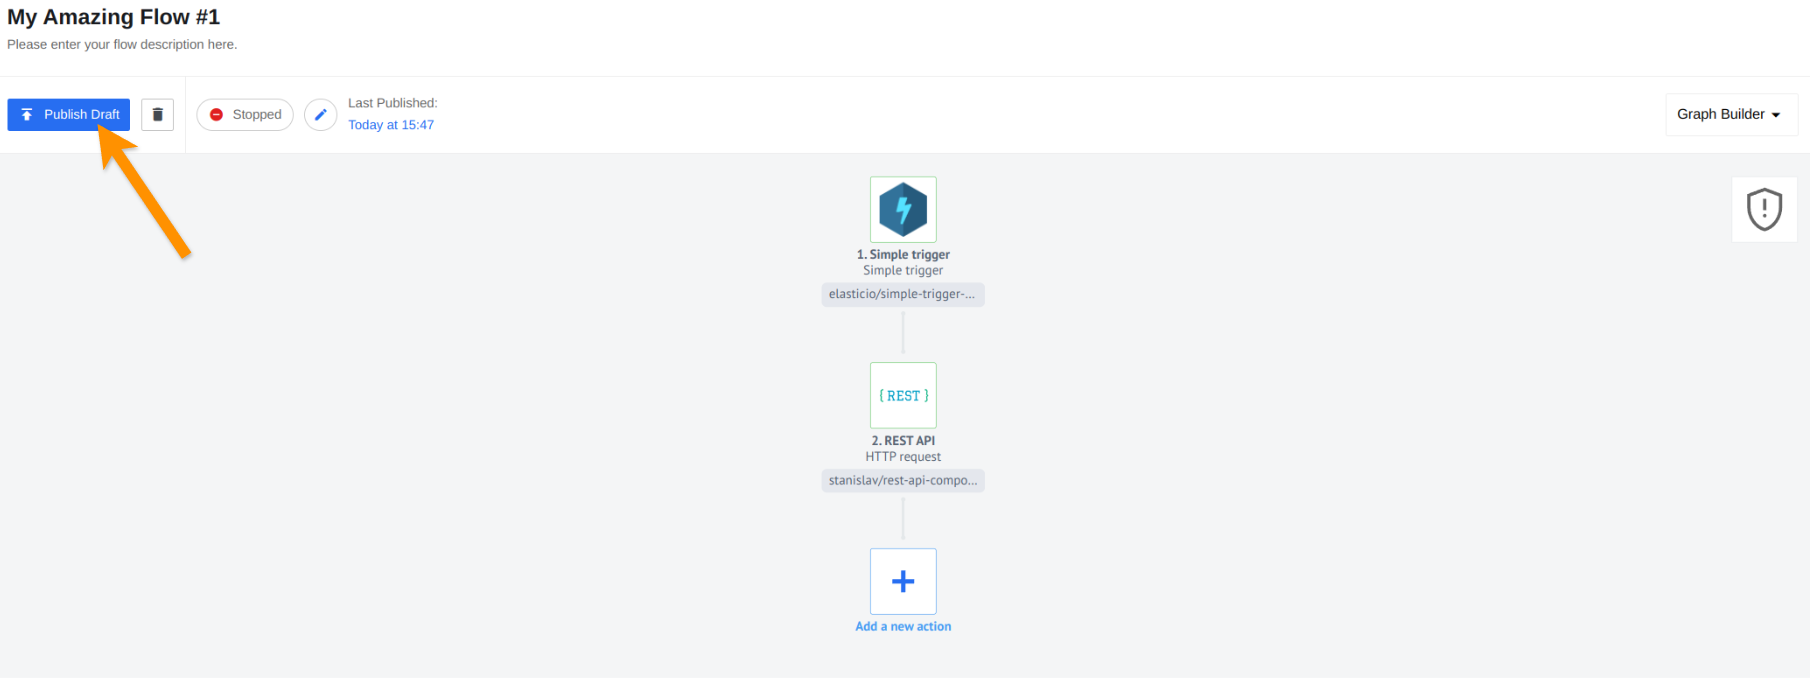 My Amazing Flow #1
Please enter your flow description here.
Publish Draft
Stopped
Last Published:
Today at 15:47
Graph Builder
1. Simple trigger
Simple trigger
elasticio/simple-trigger-...
{ REST }
2. REST API
HTTP request
stanislav/rest-api-compo...
Add a new action